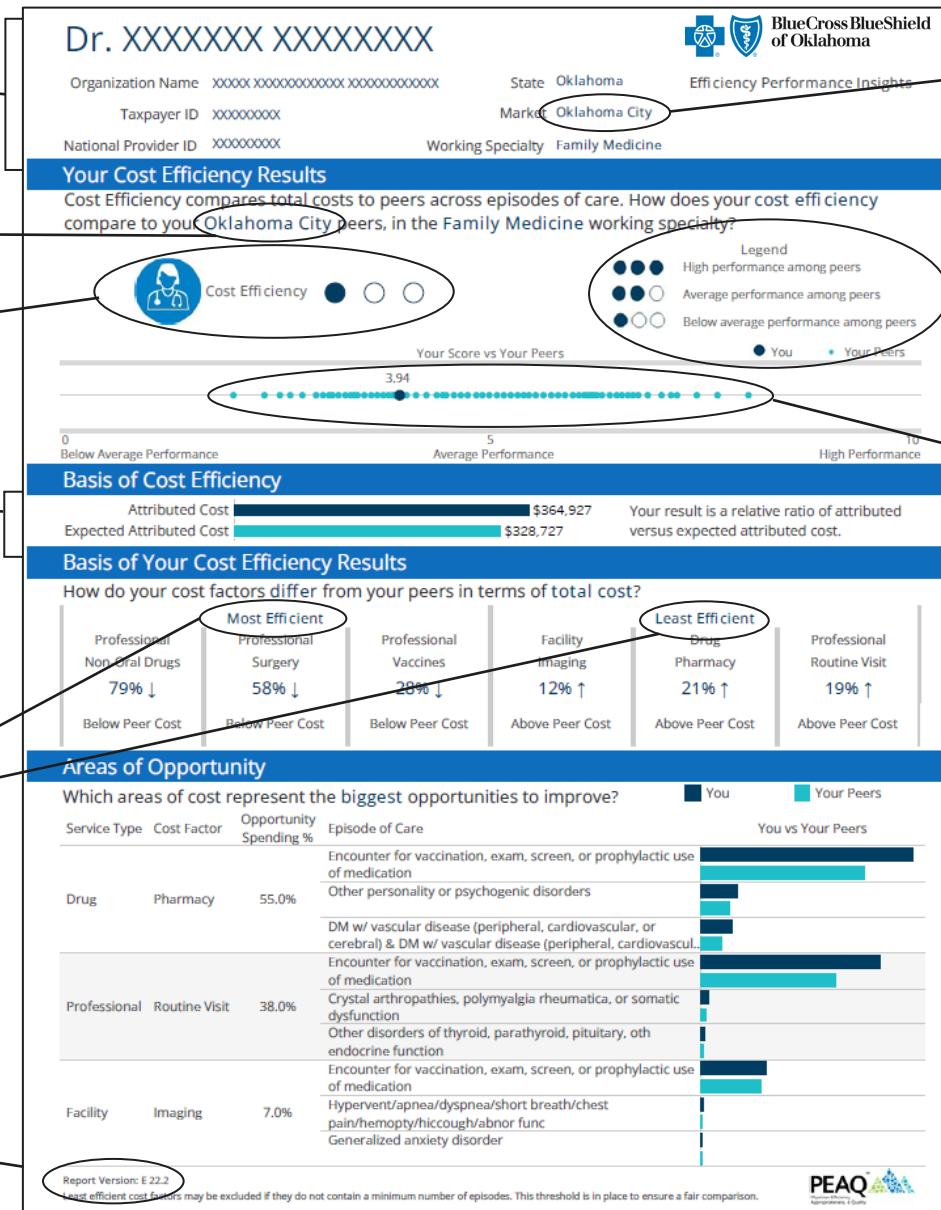 Dr. XXXXXXX XXXXXXXX
BlueCross BlueShield
of Oklahoma
Organization Name XXXXX XXXXXXXXXXXX XXXXXXXXXXXX State Oklahoma Efficiency Performance Insights
Taxpayer ID XXXXXXXXX Market Oklahoma City
National Provider ID XXXXXXXXX Working Specialty Family Medicine
Your Cost Efficiency Results
Cost Efficiency compares total costs to peers across episodes of care. How does your cost efficiency
compare to your Oklahoma City peers, in the Family Medicine working specialty?
Legend
High performance among peers
Cost Efficiency
Average performance among peers
Below average performance among peers
Your Score vs Your Peers You Your Peers
3.94
0 5 10
Below Average Performance Average Performance High Performance
Basis of Cost Efficiency
Attributed Cost $364,927 Your result is a relative ratio of attributed
Expected Attributed Cost $328,727 versus expected attributed cost.
Basis of Your Cost Efficiency Results
How do your cost factors differ from your peers in terms of total cost?
Most Efficient Least Efficient
Professional Professional Professional Facility Drug Professional
Non-Oral Drugs Surgery Vaccines Imaging Pharmacy Routine Visit
79% ↓ 58% ↓ 28% ↓ 12% ↑ 21% ↑ 19% ↑
Below Peer Cost Below Peer Cost Below Peer Cost Above Peer Cost Above Peer Cost Above Peer Cost
Areas of Opportunity
Which areas of cost represent the biggest opportunities to improve? You Your Peers
Service Type Cost Factor Opportunity Spending % Episode of Care You vs Your Peers
Encounter for vaccination, exam, screen, or prophylactic use
of medication
Drug Pharmacy 55.0% Other personality or psychogenic disorders
DM w/ vascular disease (peripheral, cardiovascular, or
cerebral) & DM w/ vascular disease (peripheral, cardiovascul..
Encounter for vaccination, exam, screen, or prophylactic use
of medication
Professional Routine Visit 38.0% Crystal arthropathies, polymyalgia rheumatica, or somatic
dysfunction
Other disorders of thyroid, parathyroid, pituitary, oth
endocrine function
Encounter for vaccination, exam, screen, or prophylactic use
of medication
Facility Imaging 7.0% Hypervent/apnea/dyspnea/short breath/chest
pain/hemopty/hiccough/abnor func
Generalized anxiety disorder
Report Version: E 22.2
Least efficient cost factors may be excluded if they do not contain a minimum number of episodes. This threshold is in place to ensure a fair comparison.
PEAQ